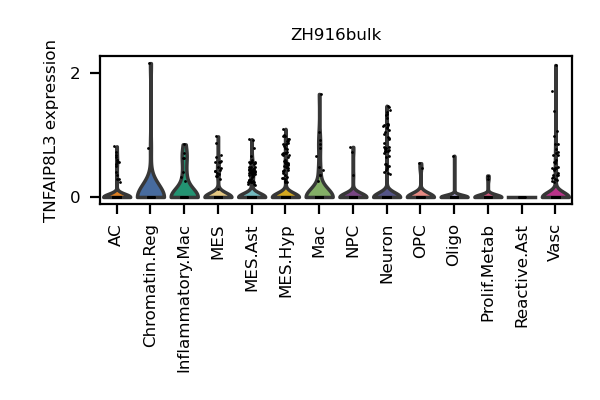 ZH916bulk
TNFAIP8L3 expression
2
0
AC
Chromatin.Reg
Inflammatory.Mac
MES
MES.Ast
MES.Hyp
Mac
NPC
Neuron
OPC
Oligo
Prolif.Metab
Reactive.Ast
Vasc